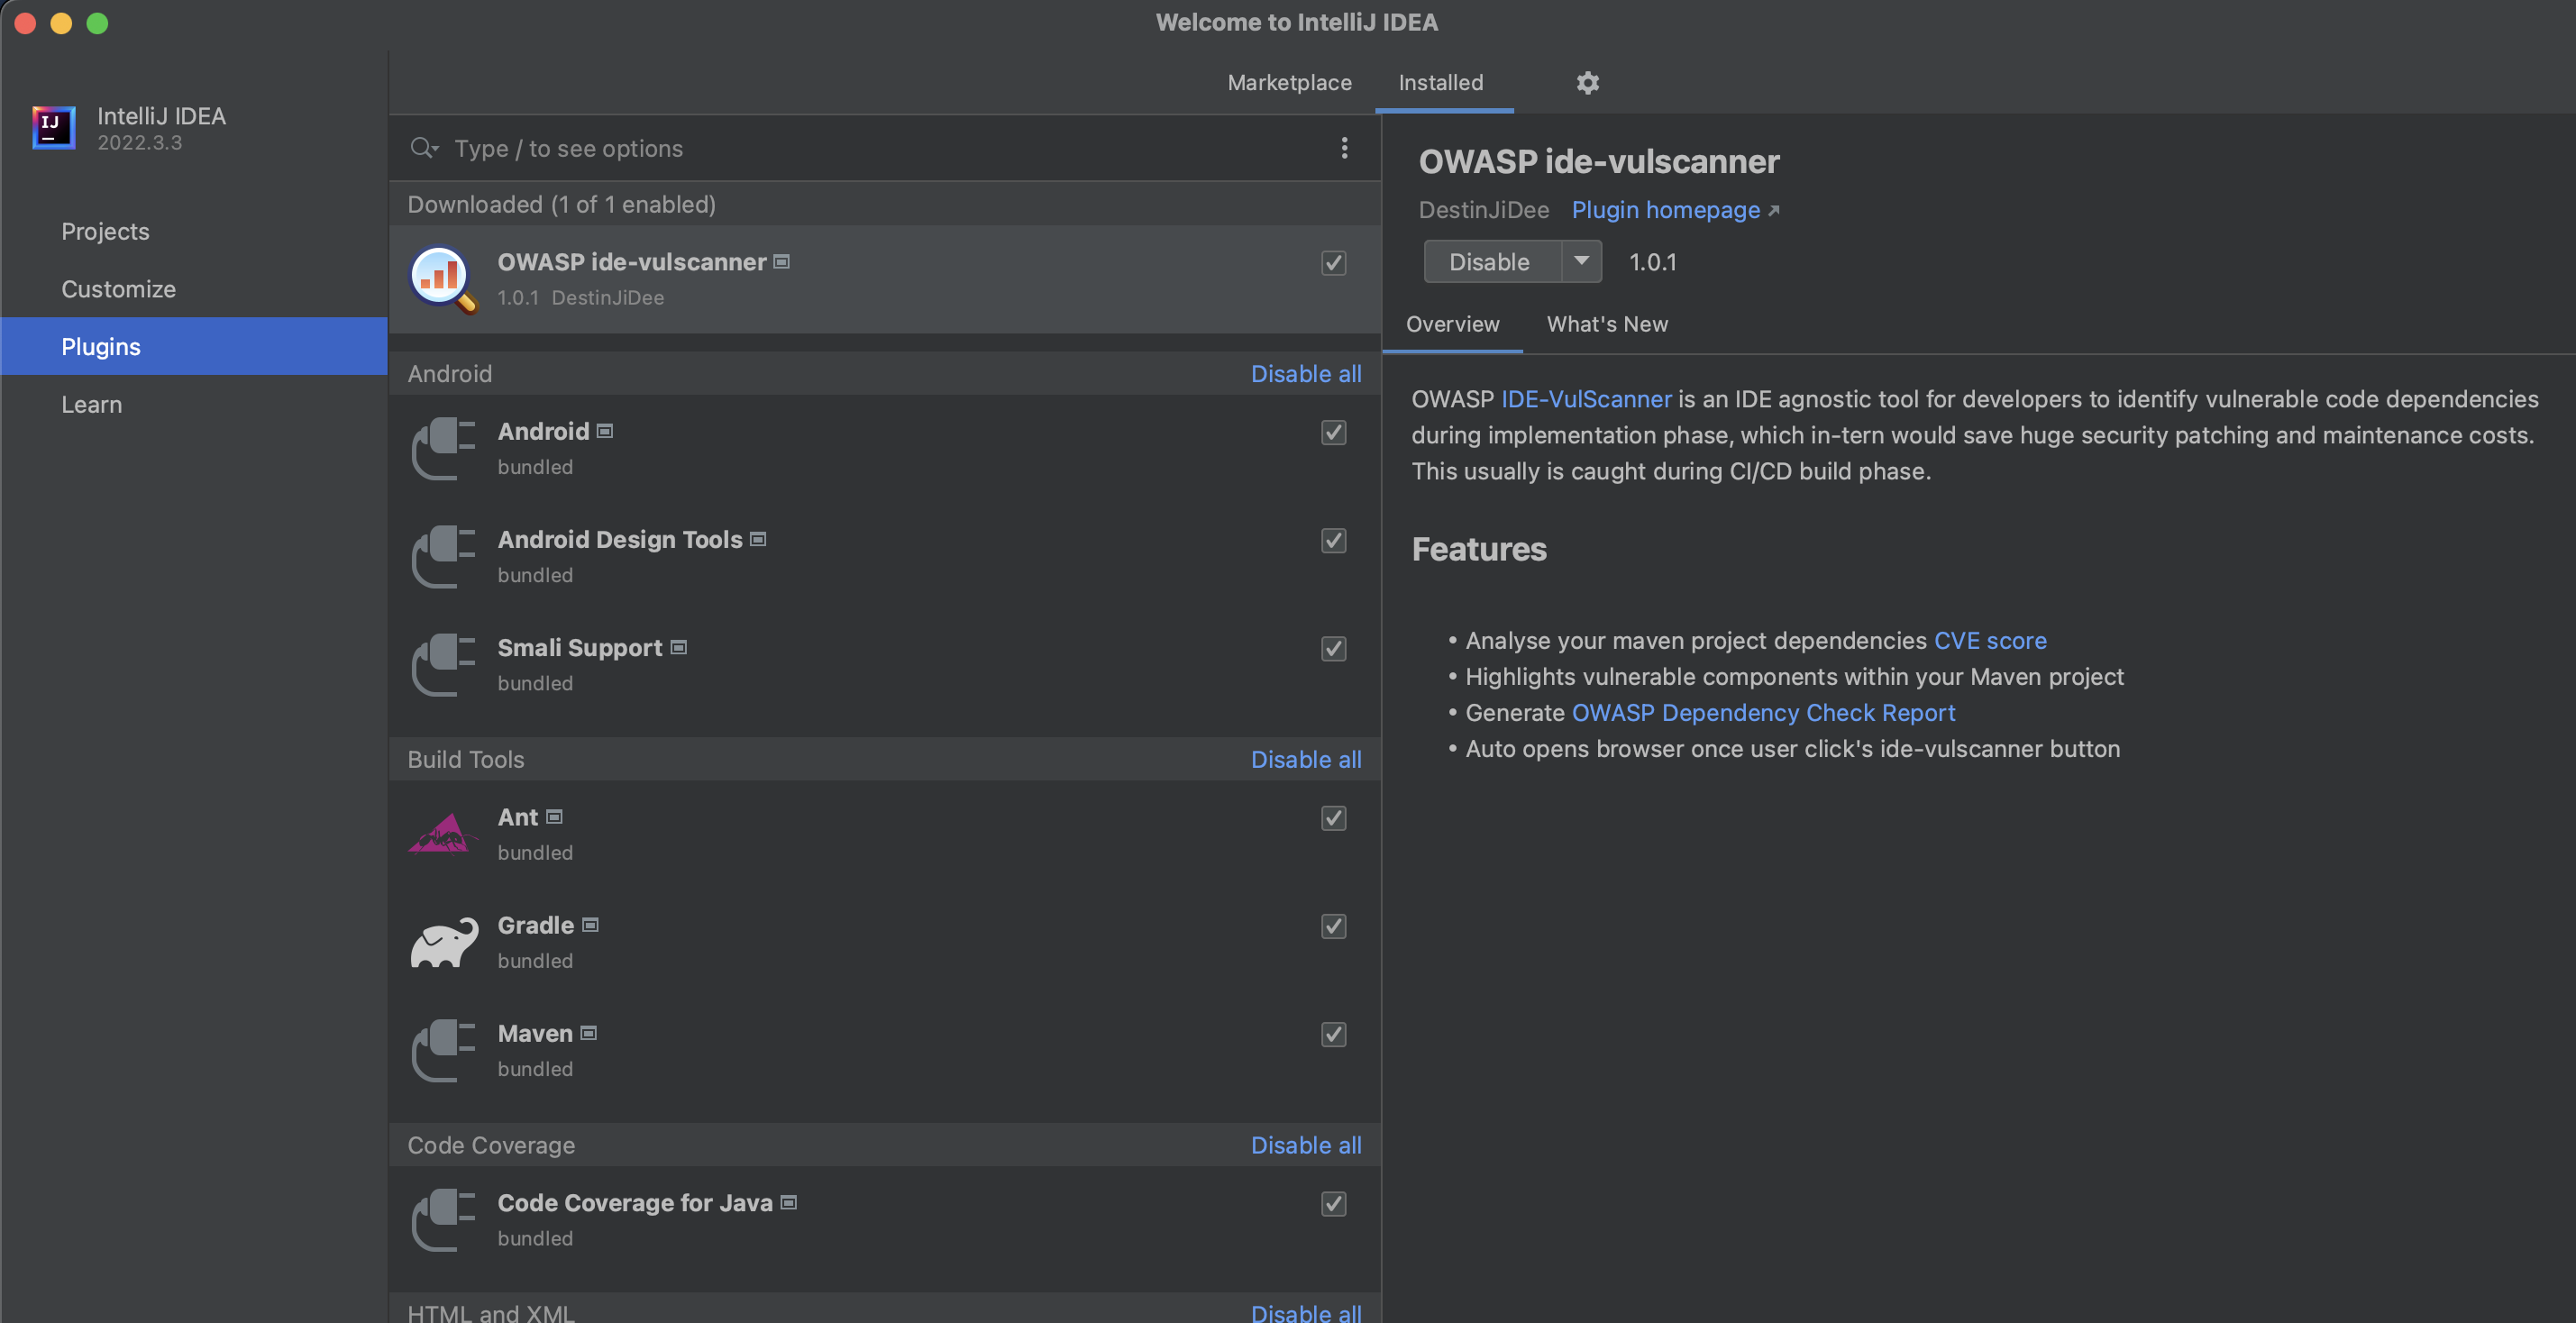 Welcome to IntelliJ IDEA
IntelliJ IDEA
2022.3.3
Projects
Customize
Plugins
Learn
Marketplace
Installed
Type / to see options
Downloaded (1 of 1 enabled)
OWASP ide-vulscanner
1.0.1 DestinJiDee
Android Disable all
Android
bundled
Android Design Tools
bundled
Smali Support
bundled
Build Tools Disable all
Ant
bundled
Gradle
bundled
Maven
bundled
Code Coverage Disable all
Code Coverage for Java
bundled
HTML and XML Disable all
OWASP ide-vulscanner
DestinJiDee Plugin homepage
Disable 1.0.1
Overview What's New
OWASP IDE-VulScanner is an IDE agnostic tool for developers to identify vulnerable code dependencies
during implementation phase, which in-tern would save huge security patching and maintenance costs.
This usually is caught during CI/CD build phase.
Features
• Analyse your maven project dependencies CVE score
• Highlights vulnerable components within your Maven project
• Generate OWASP Dependency Check Report
• Auto opens browser once user click's ide-vulscanner button